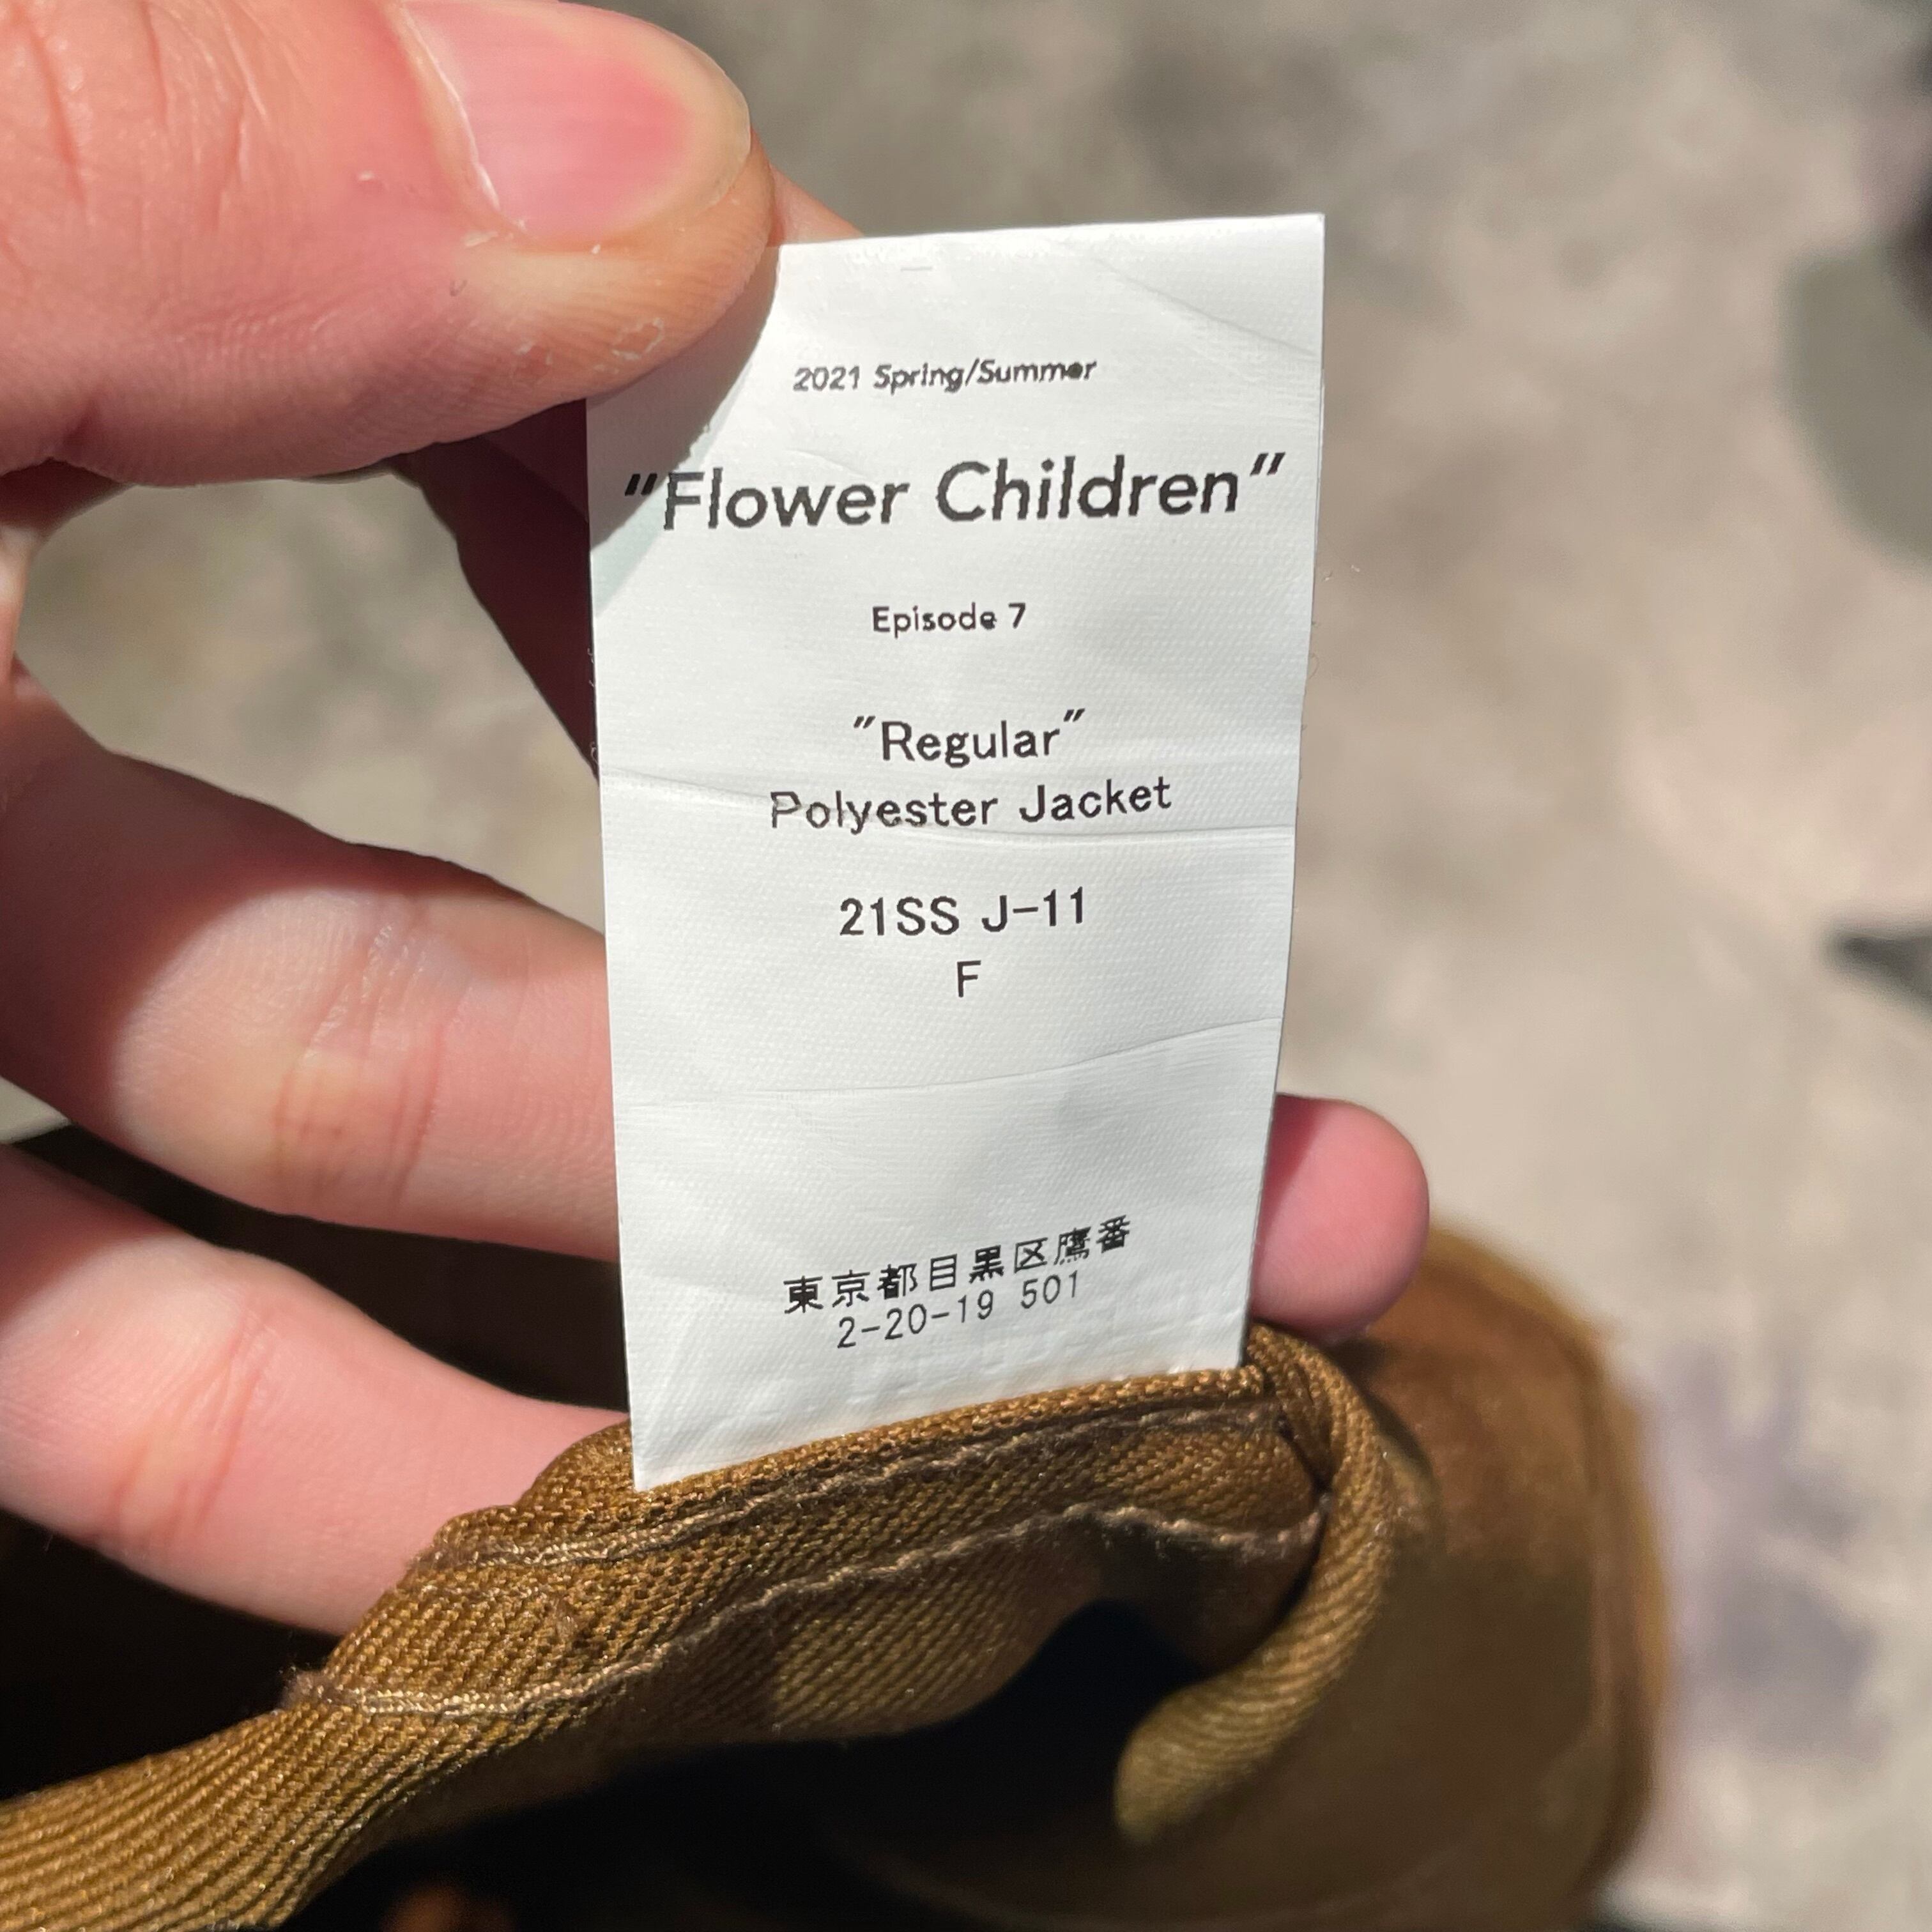 2021 Spring/Summer
"Flower Children"
Episode 7
"Regular"
Polyester Jacket
21SS J-11
F
東京都目黒区鷹番
2-20-19 501